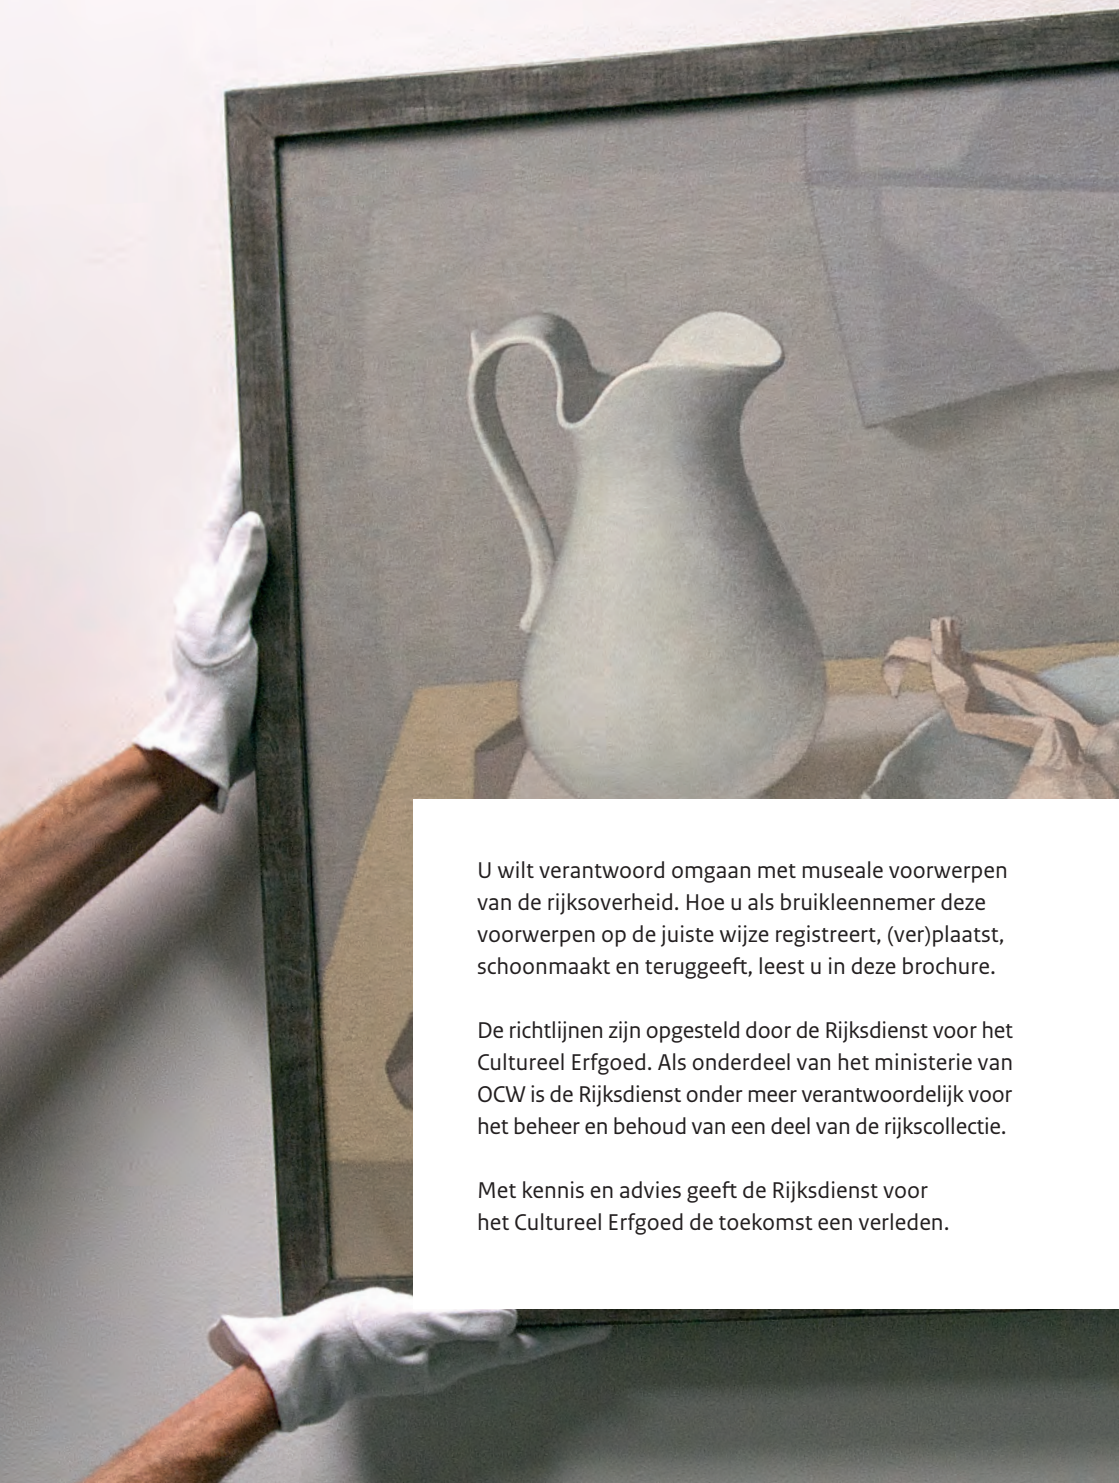 U wilt verantwoord omgaan met museale voorwerpen
van de rijksoverheid. Hoe u als bruikleennemer deze
voorwerpen op de juiste wijze registreert, (ver)plaatst,
schoonmaakt en teruggeeft, leest u in deze brochure.
De richtlijnen zijn opgesteld door de Rijksdienst voor het
Cultureel Erfgoed. Als onderdeel van het ministerie van
OCW is de Rijksdienst onder meer verantwoordelijk voor
het beheer en behoud van een deel van de rijkscollectie.
Met kennis en advies geeft de Rijksdienst voor
het Cultureel Erfgoed de toekomst een verleden.